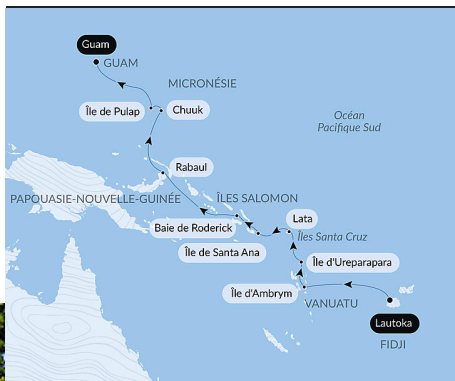 Guam
GUAM
MICRONÉSIE
Île de Pulap
Chuuk
Océan
Pacifique Sud
Rabaul
PAPOUASIE-NOUVELLE-GUINÉE
ÎLES SALOMON
Baie de Roderick
Lata
Îles Santa Cruz
Île de Santa Ana
Île d'Ureparapara
Île d'Ambrym
VANUATU
Lautoka
FIDJI